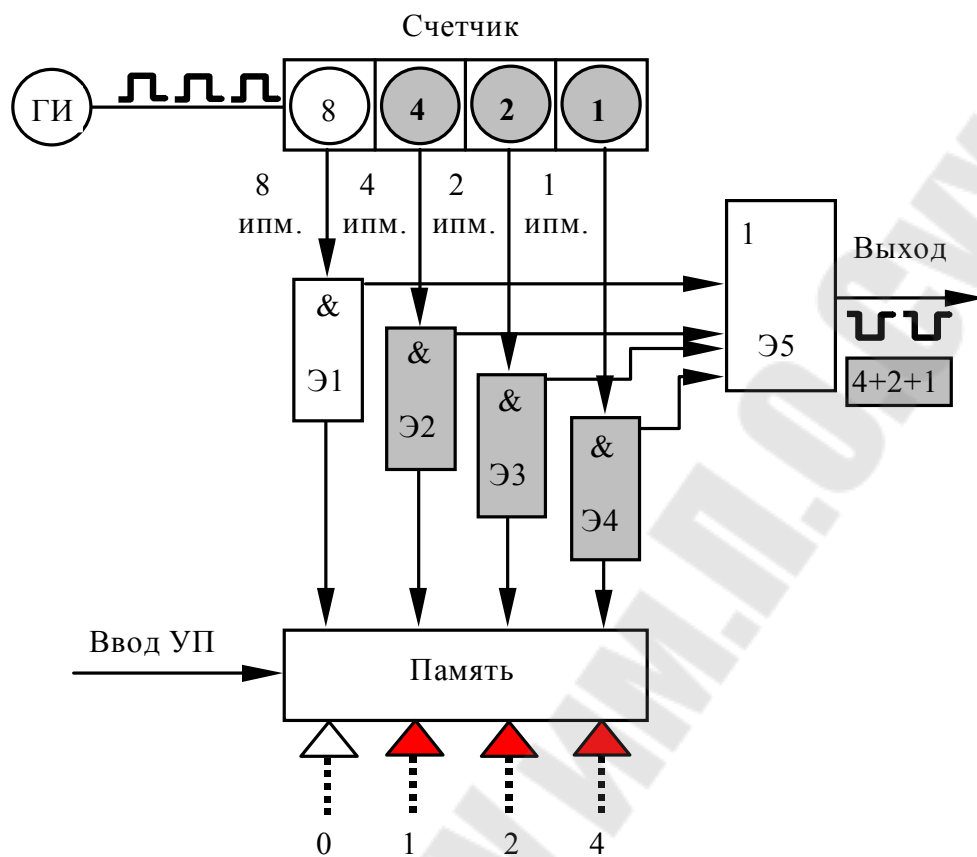 Счетчик
ГИ
8 4 2 1
8 4 2 1
ипм. ипм. ипм. ипм.
1
Выход
&
Э1
&
Э2
&
Э3
&
Э4
Э5
4+2+1
Ввод УП
Память
0 1 2 4
им.П.О.